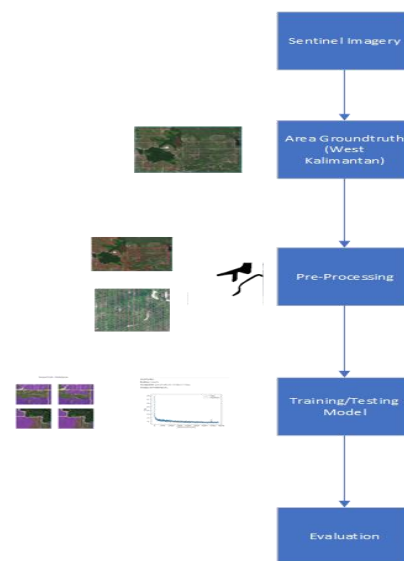 Sentinel Imagery
Area Groundtruth
(West
Kalimantan)
Pre-Processing
Training/Testing
Model
Evaluation